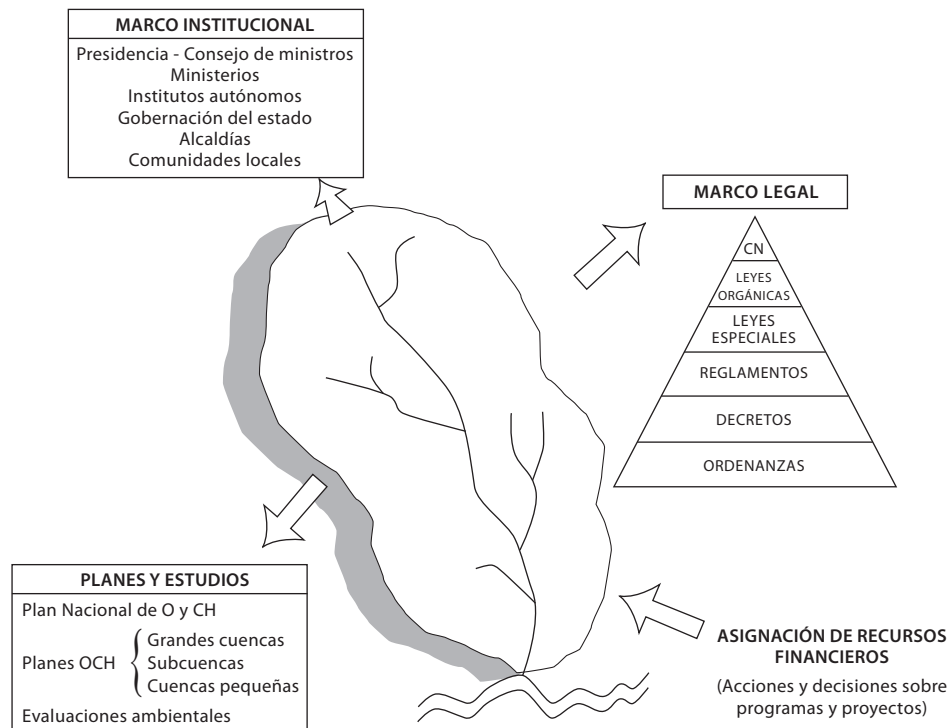 MARCO INSTITUCIONAL
Presidencia - Consejo de ministros
Ministerios
Institutos autónomos
Gobernación del estado
Alcaldías
Comunidades locales
MARCO LEGAL
CN
LEYES
ORGÁNICAS
LEYES
ESPECIALES
REGLAMENTOS
DECRETOS
ORDENANZAS
PLANES Y ESTUDIOS
Plan Nacional de O y CH
Planes OCH
Grandes cuencas
Subcuencas
Cuencas pequeñas
Evaluaciones ambientales
ASIGNACIÓN DE RECURSOS
FINANCIEROS
(Acciones y decisiones sobre
programas y proyectos)